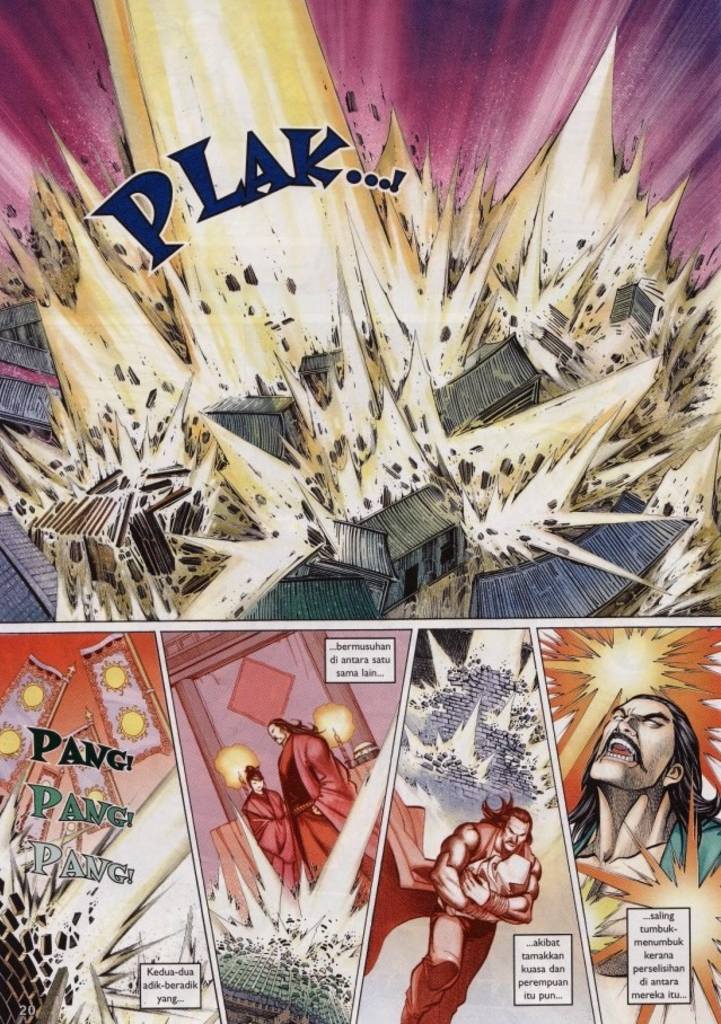 PLAK...!
PANG!
PANG!
PANG!
Kedua-dua
adik-beradik
yang...
...bermusuhan
di antara satu
sama lain...
...akibat
tamakkan
kuasa dan
perempuan
itu pun...
...saling
tumbuk-
menumbuk
kerana
perselisihan
di antara
mereka itu...
20